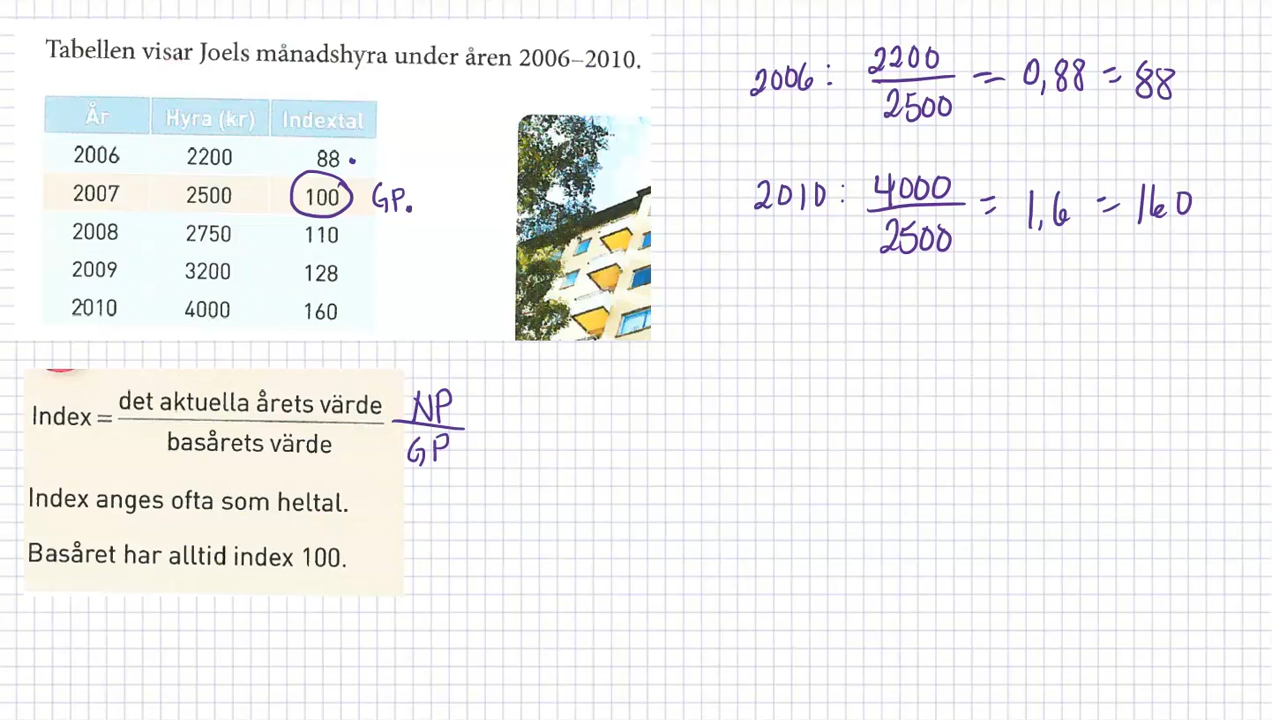 Tabellen visar Joels månadshyra under åren 2006–2010.
År Hyra (kr) Indextal
2006 2200 88
2007 2500 100 GP.
2008 2750 110
2009 3200 128
2010 4000 160
Index = det aktuella årets värde / basårets värde NP / GP
Index anges ofta som heltal.
Basåret har alltid index 100.
2006: 2200 / 2500 = 0,88 = 88
2010: 4000 / 2500 = 1,6 = 160